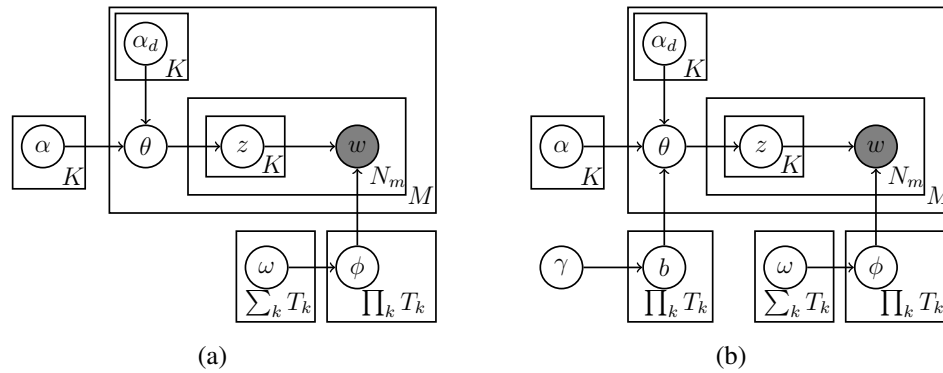 α_d K α_d K
α K θ z K w N_m M α K θ z K w N_m M
ω ∑_k T_k ϕ ∏_k T_k γ b ∏_k T_k ω ∑_k T_k ϕ ∏_k T_k
(a) (b)